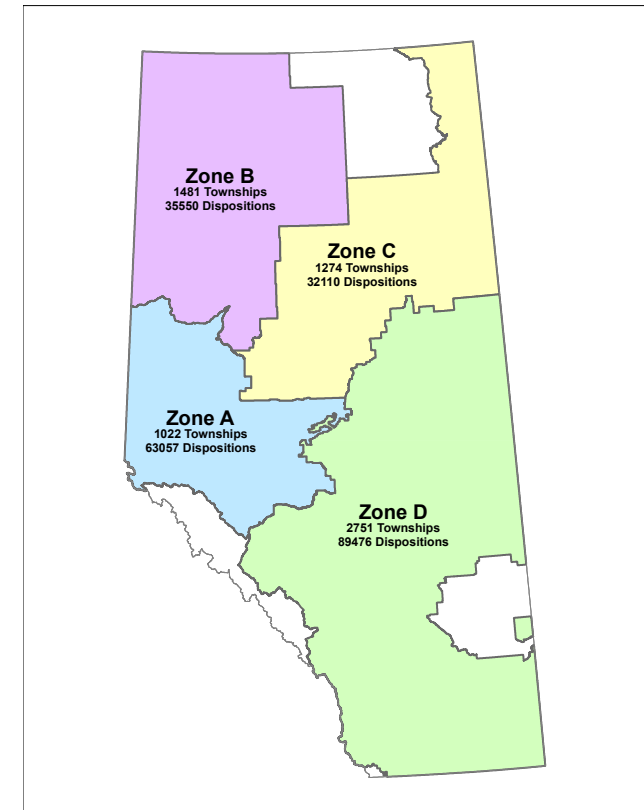 Zone B
1481 Townships
35550 Dispositions
Zone C
1274 Townships
32110 Dispositions
Zone A
1022 Townships
63057 Dispositions
Zone D
2751 Townships
89476 Dispositions